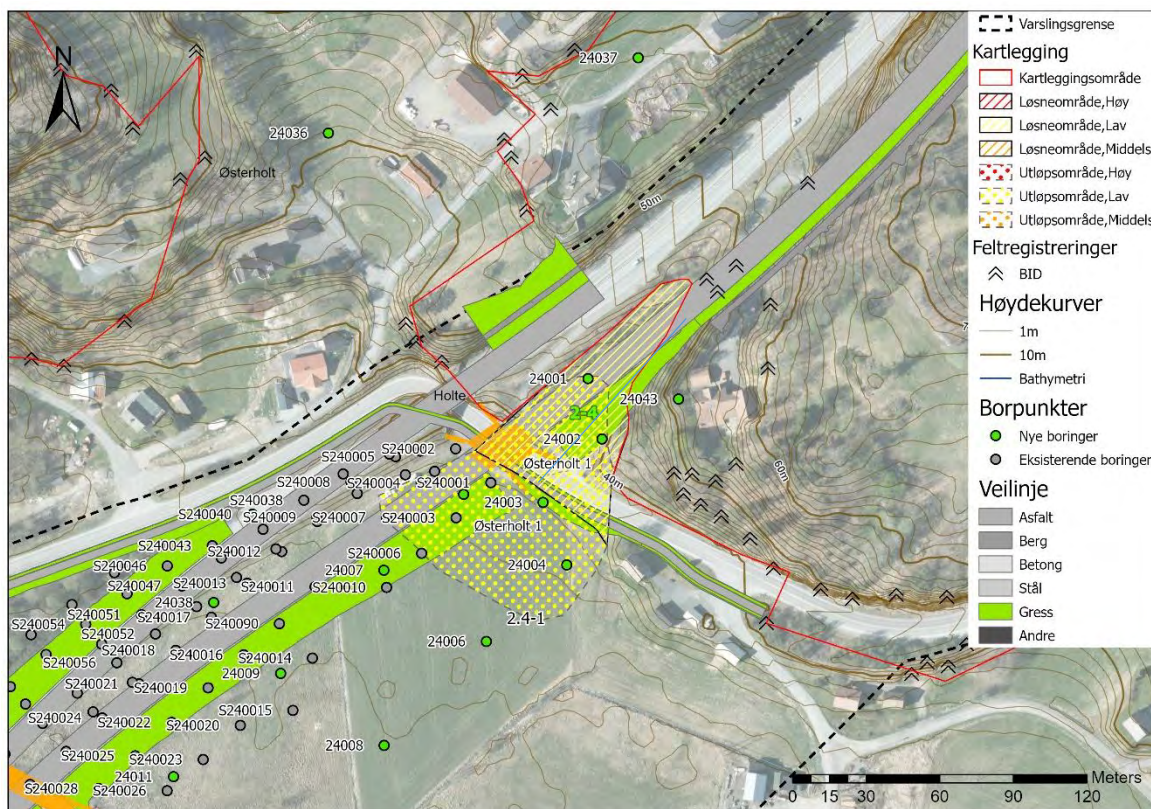 N
24037
24036
Østerholt
50m
24001
24043
Holte
2-4
24002
S240002
S240005
Østerholt 1
40m
60m
S240008
S240004
S240001
24003
S240038
S240040
S240009
S240007
S240003
Østerholt 1
S240043
S240012
S240006
24004
S240046
24007
S240047
S240013
S240011
S240010
24038
2.4-1
S240051
S240017
S240090
S240054
S240052
24006
S240018
S240016
S240014
S240056
24009
S240021
S240019
S240024
S240022
S240020
S240015
24008
S240025
S240023
24011
S240028
S240026
Varslingsgrense
Kartlegging
Kartleggingsområde
Løsneområde,Høy
Løsneområde,Lav
Løsneområde,Middels
Utløpsområde,Høy
Utløpsområde,Lav
Utløpsområde,Middels
Feltregistreringer
BID
Høydekurver
1m
10m
Bathymetri
Borpunkter
Nye boringer
Eksisterende boringer
Veilinje
Asfalt
Berg
Betong
Stål
Gress
Andre
Meters
0 15 30 60 90 120